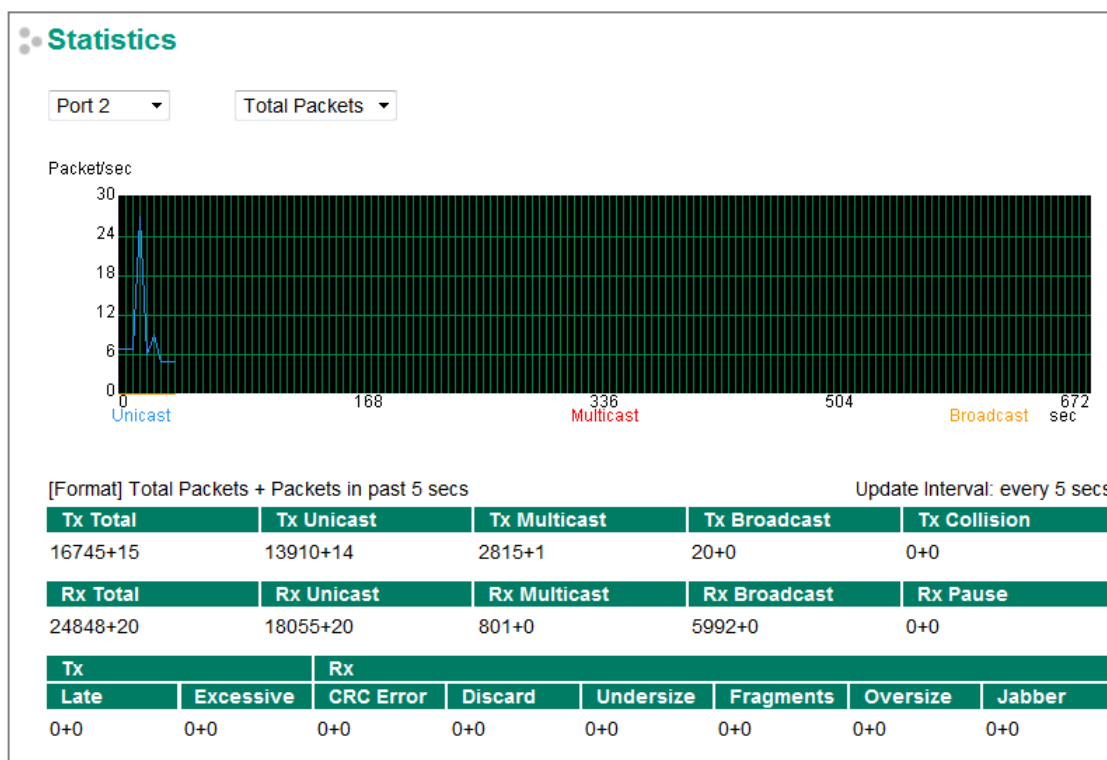 Statistics
Port 2 Total Packets
Packet/sec
30
24
18
12
6
0
0 168 336 504 672
Unicast Multicast Broadcast sec
[Format] Total Packets + Packets in past 5 secs Update Interval: every 5 secs
Tx Total Tx Unicast Tx Multicast Tx Broadcast Tx Collision
16745+15 13910+14 2815+1 20+0 0+0
Rx Total Rx Unicast Rx Multicast Rx Broadcast Rx Pause
24848+20 18055+20 801+0 5992+0 0+0
Tx Rx
Late Excessive CRC Error Discard Undersize Fragments Oversize Jabber
0+0 0+0 0+0 0+0 0+0 0+0 0+0 0+0